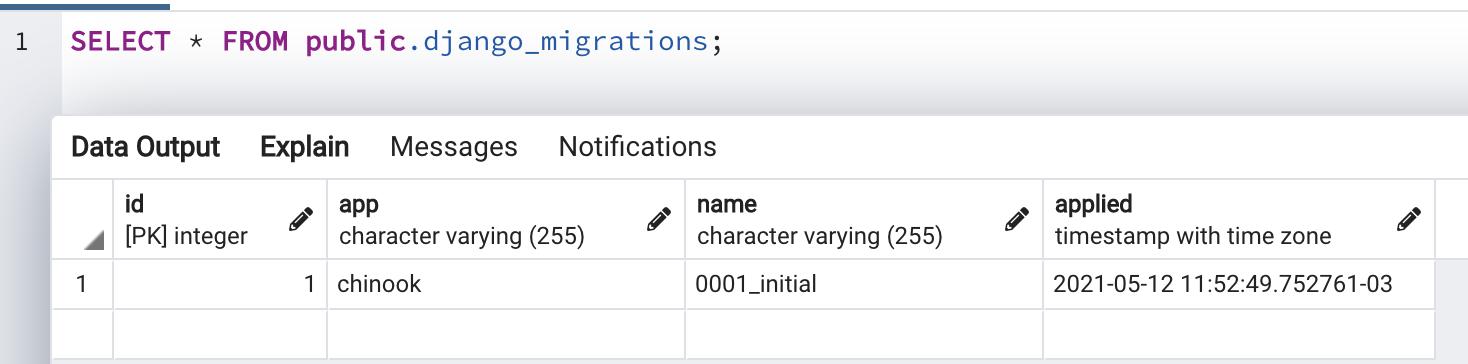 1 SELECT * FROM public.django_migrations;
Data Output Explain Messages Notifications
id app name applied
[PK] integer character varying (255) character varying (255) timestamp with time zone
1 1 chinook 0001_initial 2021-05-12 11:52:49.752761-03